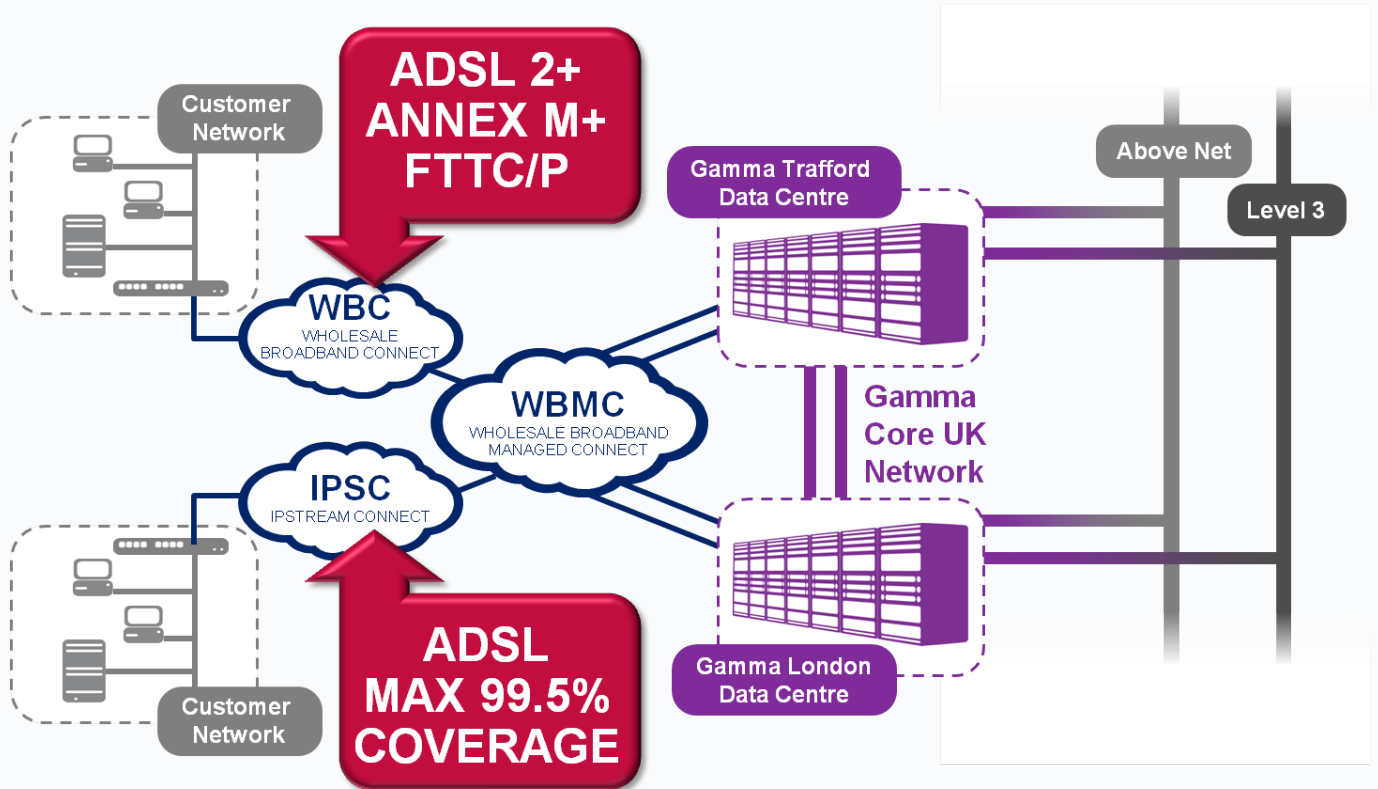 Customer
Network
ADSL 2+
ANNEX M+
FTTC/P
Gamma Trafford
Data Centre
Above Net
Level 3
WBC
WHOLESALE
BROADBAND CONNECT
WBMC
WHOLESALE BROADBAND
MANAGED CONNECT
Gamma
Core UK
Network
IPSC
IPSTREAM CONNECT
ADSL
MAX 99.5%
COVERAGE
Gamma London
Data Centre
Customer
Network